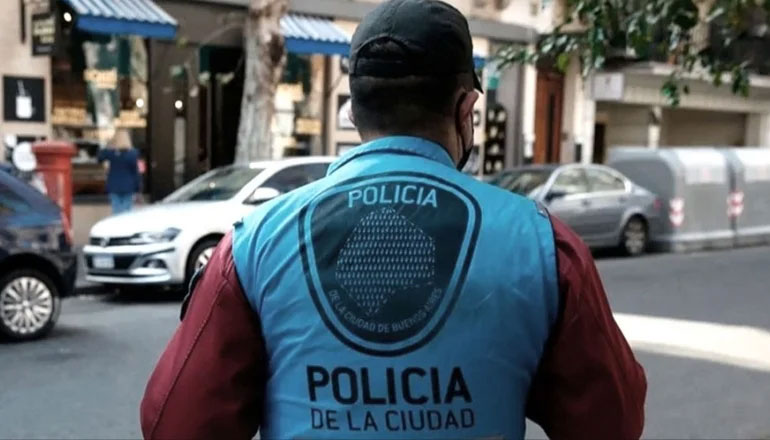 POLICIA
DE LA CIUDAD DE BUENOS AIRES
POLICIA
DE LA CIUDAD